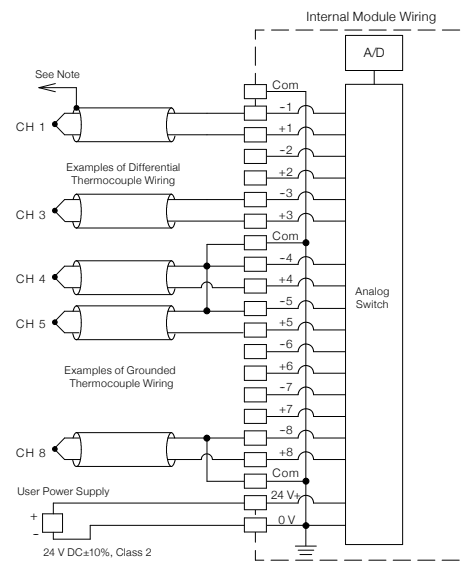 Internal Module Wiring
A/D
See Note
Com
-1
CH 1
+1
-2
Examples of Differential
Thermocouple Wiring
+2
-3
CH 3
+3
Com
-4
CH 4
+4
Analog
Switch
-5
CH 5
+5
-6
Examples of Grounded
Thermocouple Wiring
+6
-7
+7
-8
CH 8
+8
Com
User Power Supply
24 V+
+
-
0 V
24 V DC±10%, Class 2